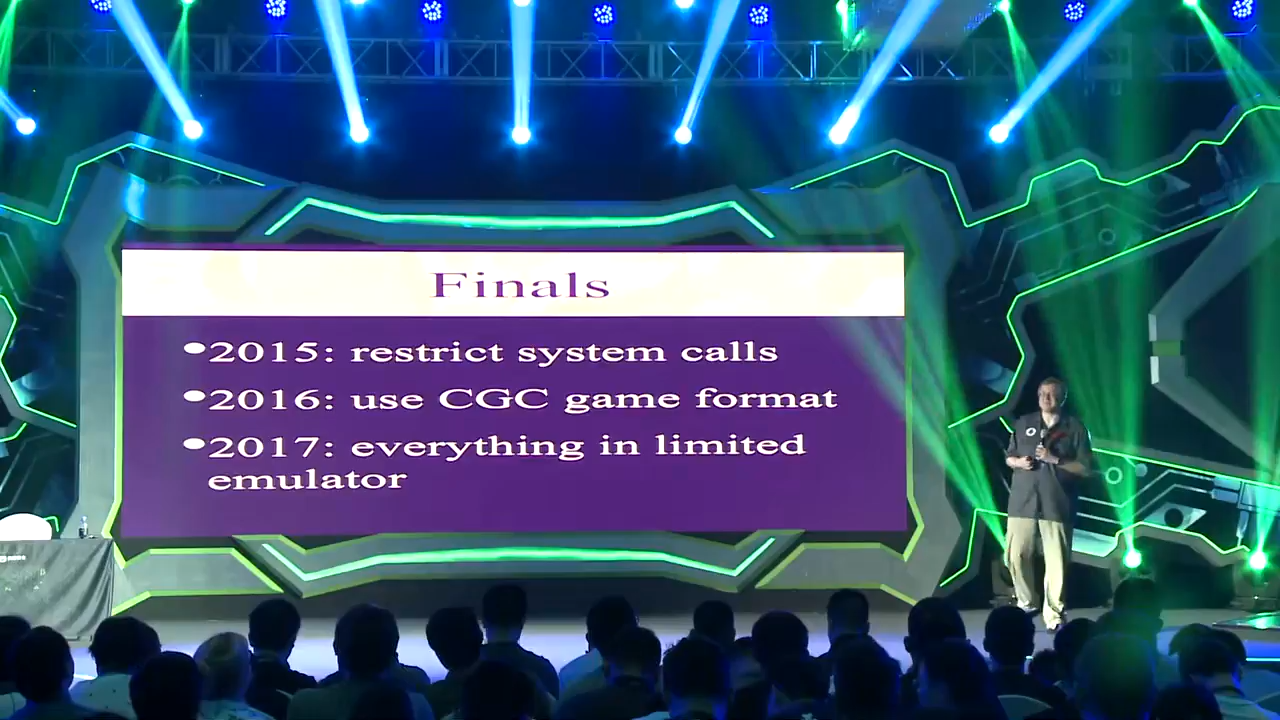 Finals
•2015: restrict system calls
•2016: use CGC game format
•2017: everything in limited
emulator